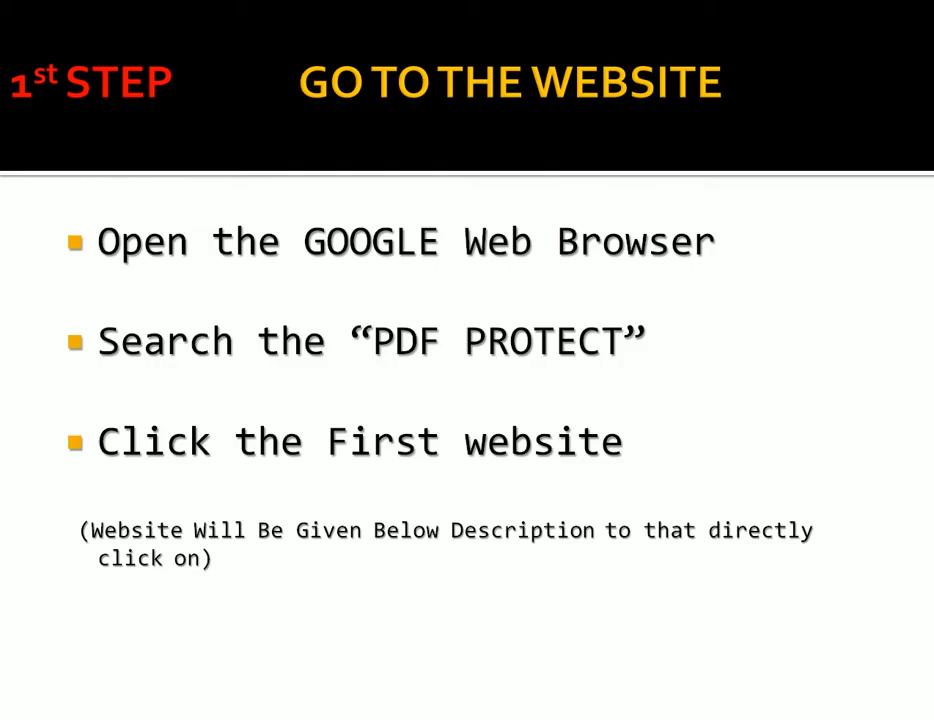 1st STEP GO TO THE WEBSITE
Open the GOOGLE Web Browser
Search the “PDF PROTECT”
Click the First website
(Website Will Be Given Below Description to that directly
click on)